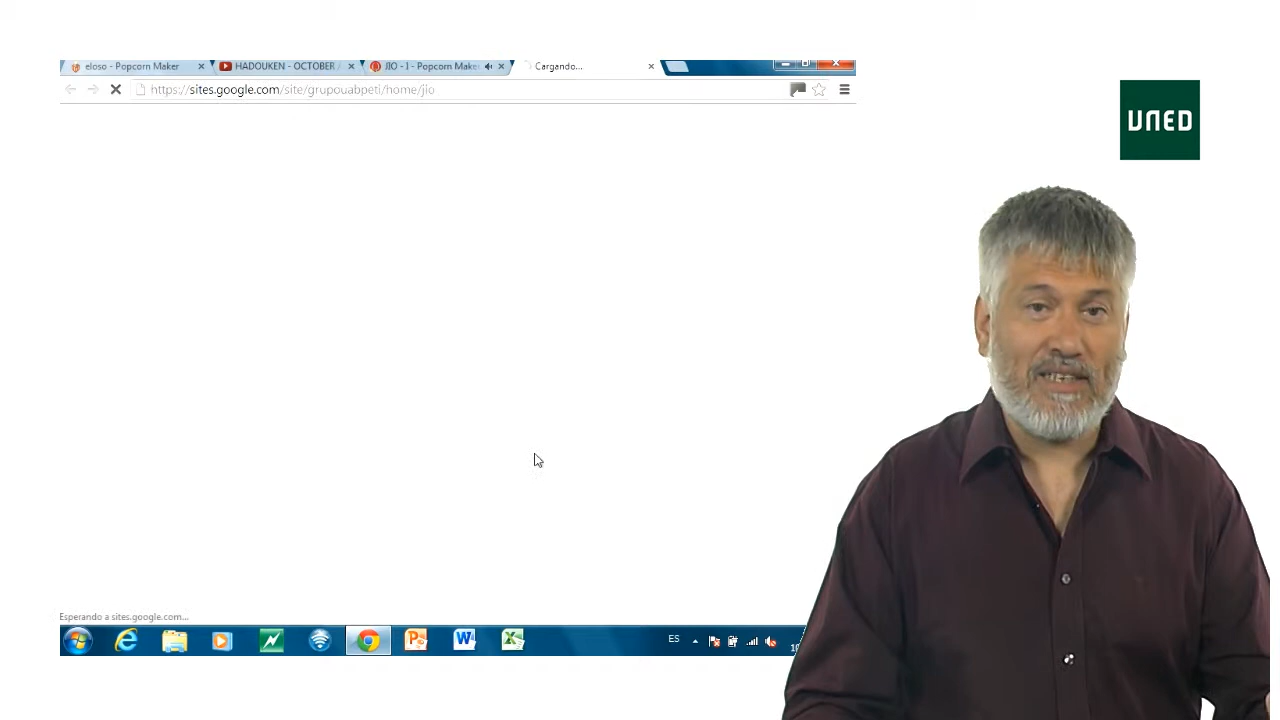 eloso - Popcorn Maker
HADOUKEN - OCTOBER
JIO - I - Popcorn Make
Cargando...
https://sites.google.com/site/grupouabpeti/home/jio
UNED
Esperando a sites.google.com...
ES